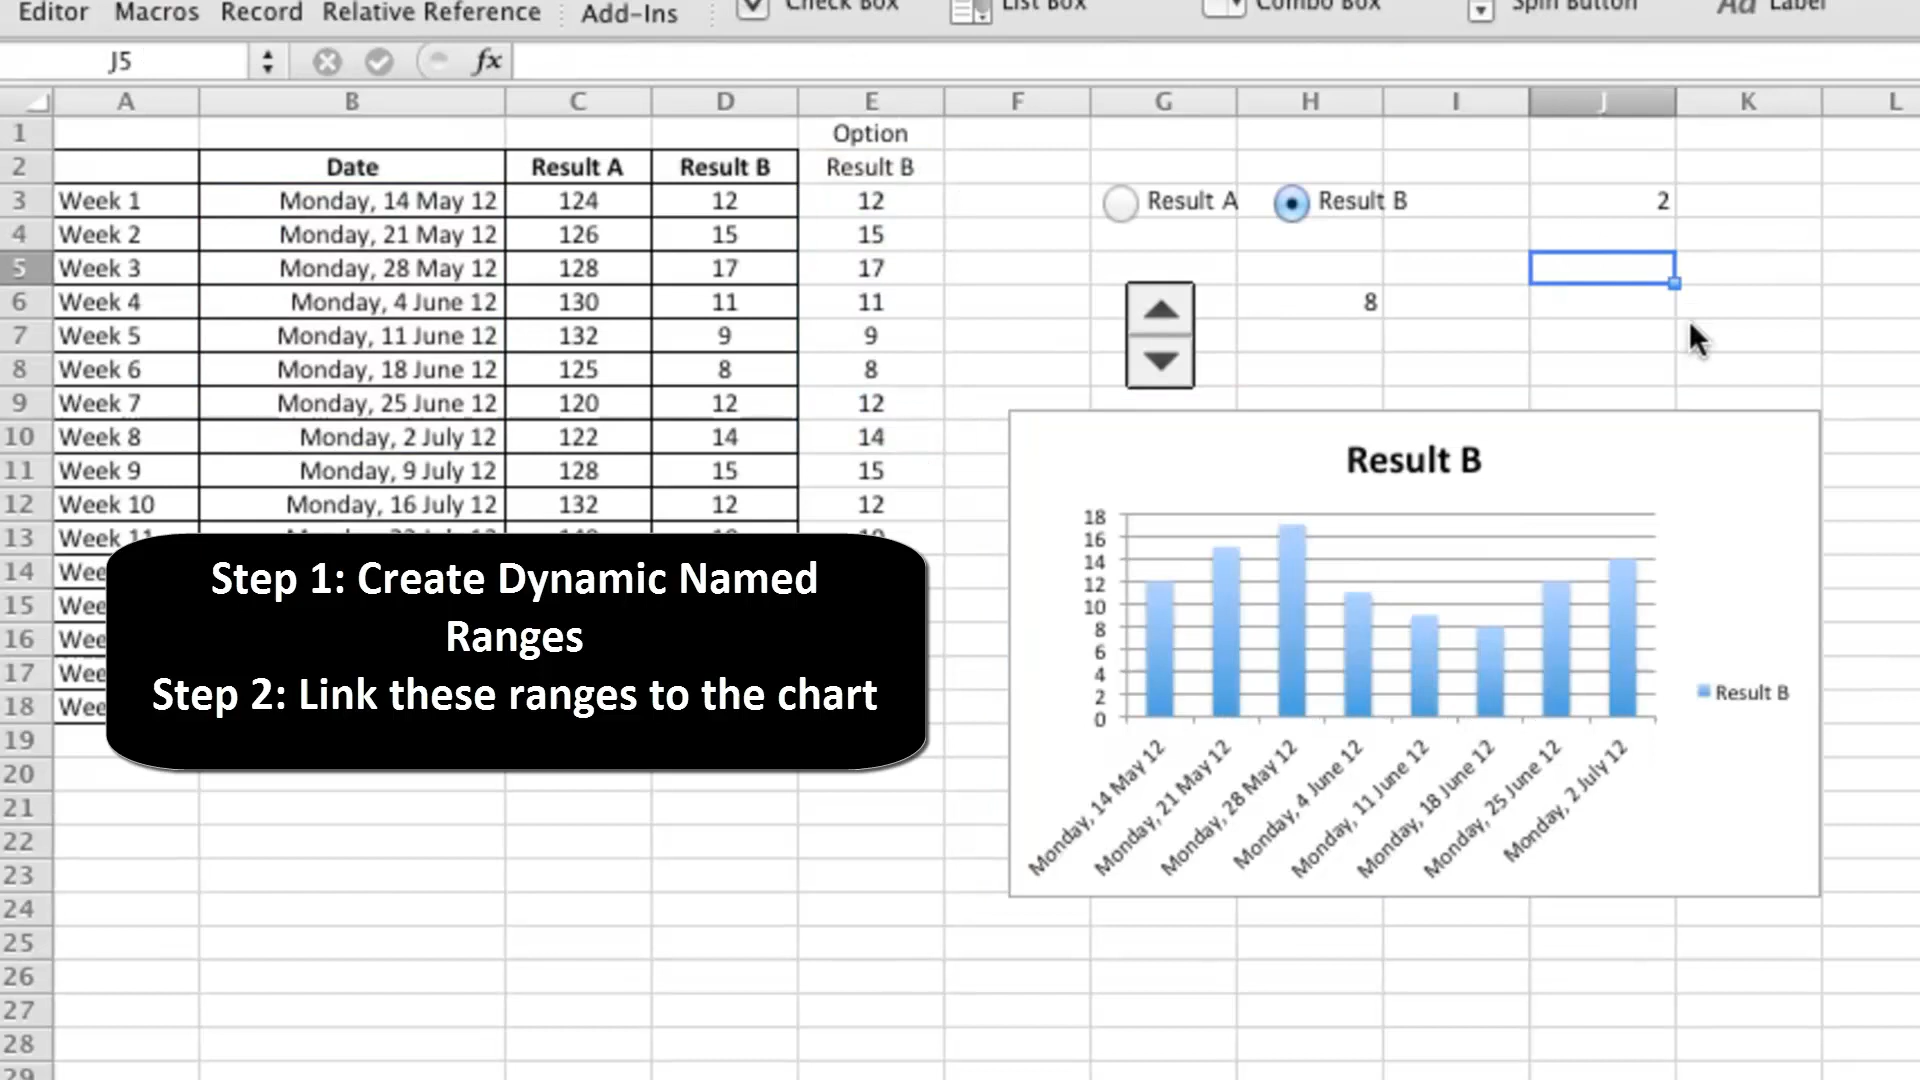 Editor Macros Record Relative Reference Add-Ins Check Box List Box Combo Box Spin Button Aa Label
J5 fx
A B C D E F G H I J K L
1 Option
2 Date Result A Result B Result B
3 Week 1 Monday, 14 May 12 124 12 12 Result A Result B 2
4 Week 2 Monday, 21 May 12 126 15 15
5 Week 3 Monday, 28 May 12 128 17 17
6 Week 4 Monday, 4 June 12 130 11 11 8
7 Week 5 Monday, 11 June 12 132 9 9
8 Week 6 Monday, 18 June 12 125 8 8
9 Week 7 Monday, 25 June 12 120 12 12
10 Week 8 Monday, 2 July 12 122 14 14
11 Week 9 Monday, 9 July 12 128 15 15
12 Week 10 Monday, 16 July 12 132 12 12
13 Week 11
14 Wee
15 Wee
16 Wee
17 Wee
18 Wee
19
20
21
22
23
24
25
26
27
28
29
Step 1: Create Dynamic Named
Ranges
Step 2: Link these ranges to the chart
Result B
18
16
14
12
10
8
6
4
2
0
Result B
Monday, 14 May 12
Monday, 21 May 12
Monday, 28 May 12
Monday, 4 June 12
Monday, 11 June 12
Monday, 18 June 12
Monday, 25 June 12
Monday, 2 July 12